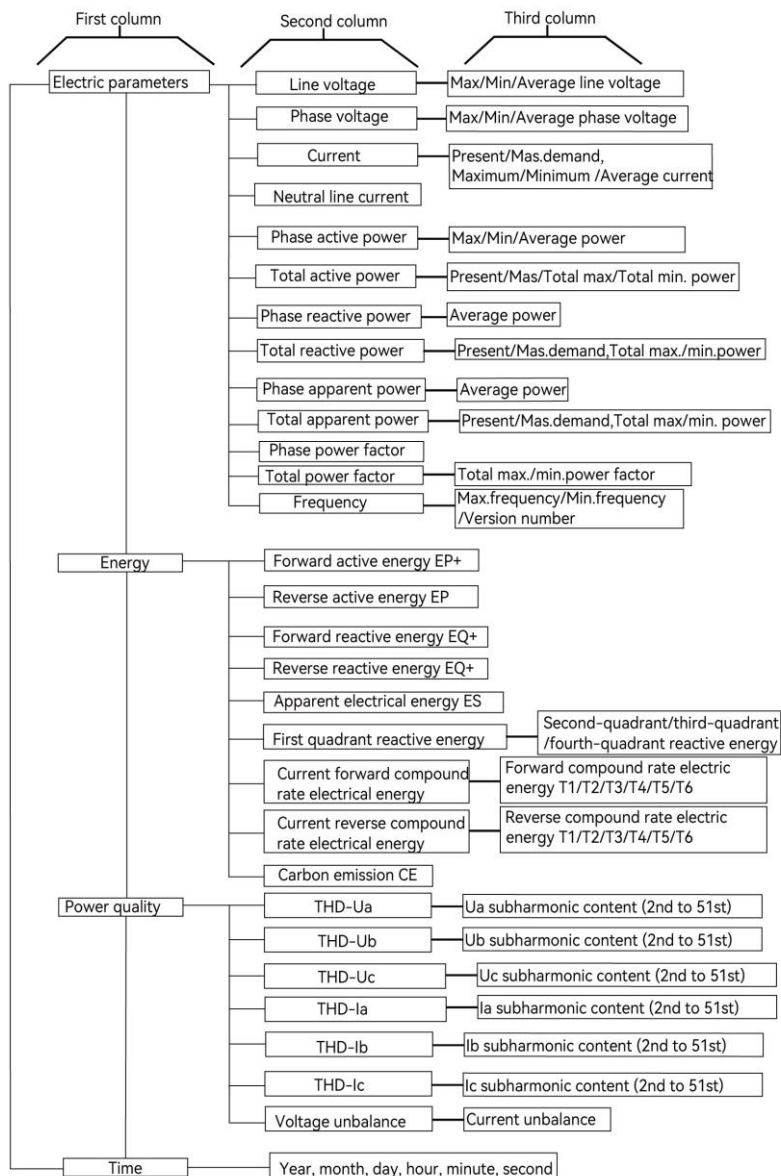 First column
Second column
Third column
Electric parameters
Line voltage
Max/Min/Average line voltage
Phase voltage
Max/Min/Average phase voltage
Current
Present/Mas.demand,
Maximum/Minimum /Average current
Neutral line current
Phase active power
Max/Min/Average power
Total active power
Present/Mas/Total max/Total min. power
Phase reactive power
Average power
Total reactive power
Present/Mas.demand,Total max./min.power
Phase apparent power
Average power
Total apparent power
Present/Mas.demand,Total max/min. power
Phase power factor
Total power factor
Total max./min.power factor
Frequency
Max.frequency/Min.frequency
/Version number
Energy
Forward active energy EP+
Reverse active energy EP
Forward reactive energy EQ+
Reverse reactive energy EQ+
Apparent electrical energy ES
First quadrant reactive energy
Second-quadrant/third-quadrant
/fourth-quadrant reactive energy
Current forward compound
rate electrical energy
Forward compound rate electric
energy T1/T2/T3/T4/T5/T6
Current reverse compound
rate electrical energy
Reverse compound rate electric
energy T1/T2/T3/T4/T5/T6
Carbon emission CE
Power quality
THD-Ua
Ua subharmonic content (2nd to 51st)
THD-Ub
Ub subharmonic content (2nd to 51st)
THD-Uc
Uc subharmonic content (2nd to 51st)
THD-Ia
Ia subharmonic content (2nd to 51st)
THD-Ib
Ib subharmonic content (2nd to 51st)
THD-Ic
Ic subharmonic content (2nd to 51st)
Voltage unbalance
Current unbalance
Time
Year, month, day, hour, minute, second